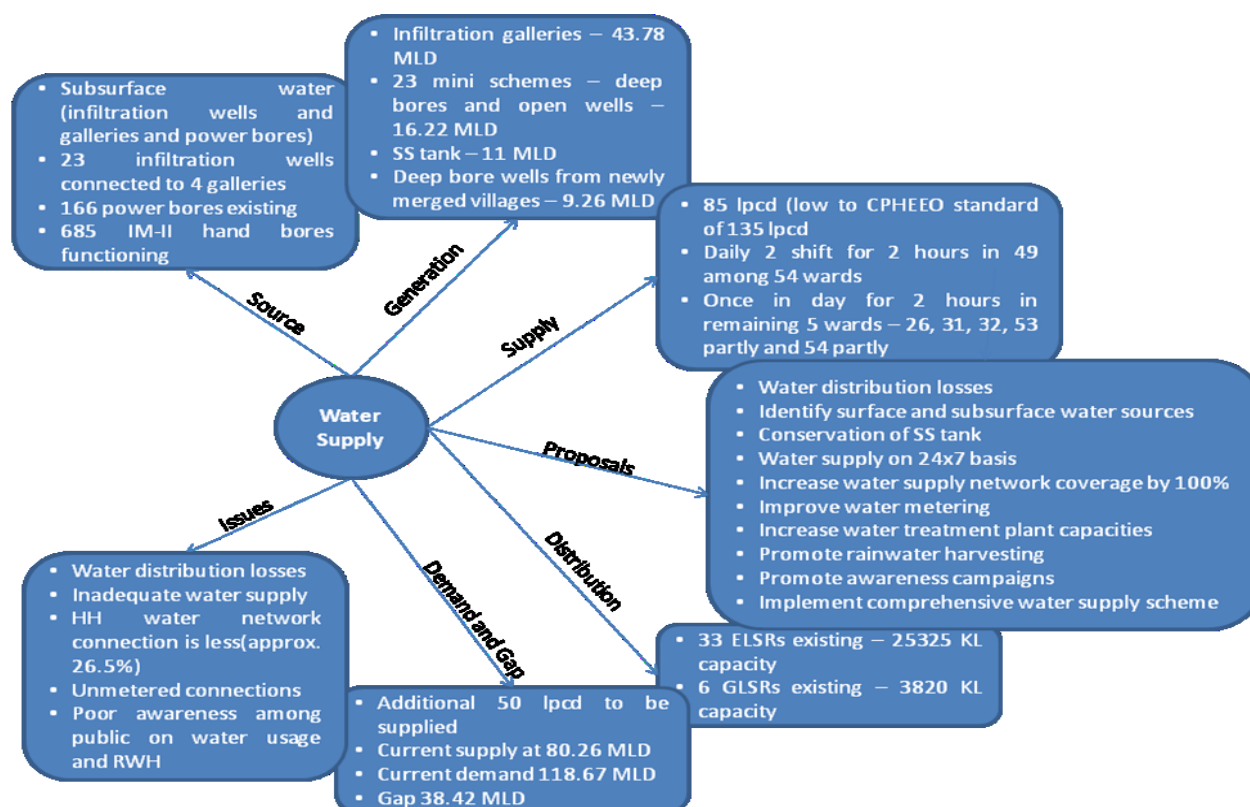 • Subsurface water
(infiltration wells and
galleries and power bores)
• 23 infiltration wells
connected to 4 galleries
• 166 power bores existing
• 685 IM-II hand bores
functioning
• Infiltration galleries – 43.78
MLD
• 23 mini schemes – deep
bores and open wells –
16.22 MLD
• SS tank – 11 MLD
• Deep bore wells from newly
merged villages – 9.26 MLD
• 85 lpcd (low to CPHEEO standard
of 135 lpcd
• Daily 2 shift for 2 hours in 49
among 54 wards
• Once in day for 2 hours in
remaining 5 wards – 26, 31, 32, 53
partly and 54 partly
Source
Generation
Supply
Water
Supply
Proposals
• Water distribution losses
• Identify surface and subsurface water sources
• Conservation of SS tank
• Water supply on 24x7 basis
• Increase water supply network coverage by 100%
• Improve water metering
• Increase water treatment plant capacities
• Promote rainwater harvesting
• Promote awareness campaigns
• Implement comprehensive water supply scheme
Issues
Demand and Gap
Distribution
• Water distribution losses
• Inadequate water supply
• HH water network
connection is less(approx.
26.5%)
• Unmetered connections
• Poor awareness among
public on water usage
and RWH
• Additional 50 lpcd to be
supplied
• Current supply at 80.26 MLD
• Current demand 118.67 MLD
• Gap 38.42 MLD
• 33 ELSRs existing – 25325 KL
capacity
• 6 GLSRs existing – 3820 KL
capacity